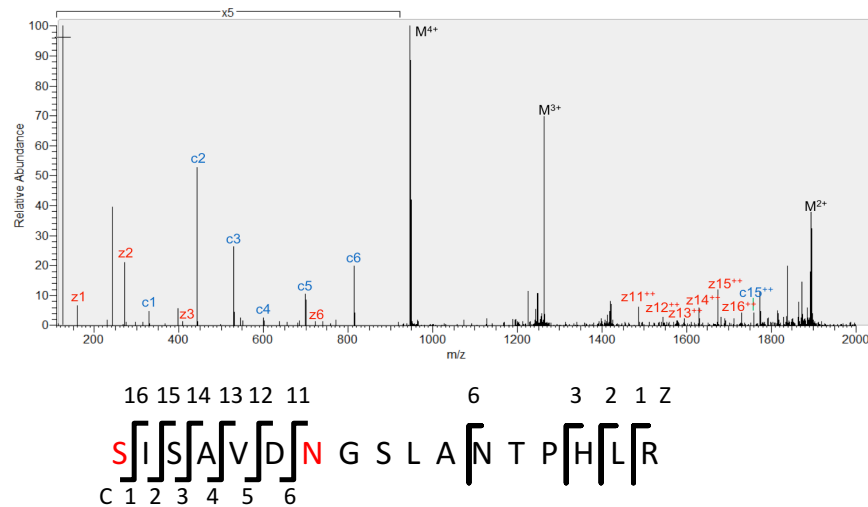 x5
100
90
80
70
60
50
40
30
20
10
0
Relative Abundance
M4+
M3+
M2+
c2
c3
z2
c6
c5
z1
c1
z3
c4
z6
z11++
z12++
z13++
z14++
z15++
z16++
c15++
200 400 600 800 1000 1200 1400 1600 1800 2000
m/z
16 15 14 13 12 11 6 3 2 1 Z
S I S A V D N G S L A N T P H L R
C 1 2 3 4 5 6